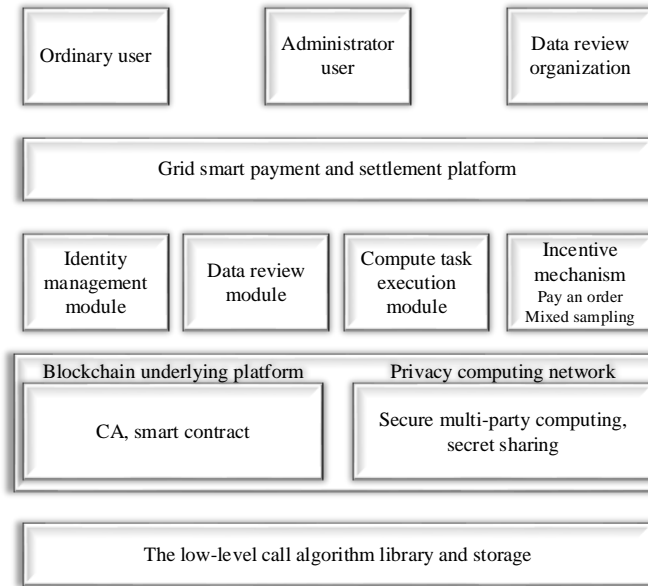 Ordinary user
Administrator
user
Data review
organization
Grid smart payment and settlement platform
Identity
management
module
Data review
module
Compute task
execution
module
Incentive
mechanism
Pay an order
Mixed sampling
Blockchain underlying platform
Privacy computing network
CA, smart contract
Secure multi-party computing,
secret sharing
The low-level call algorithm library and storage